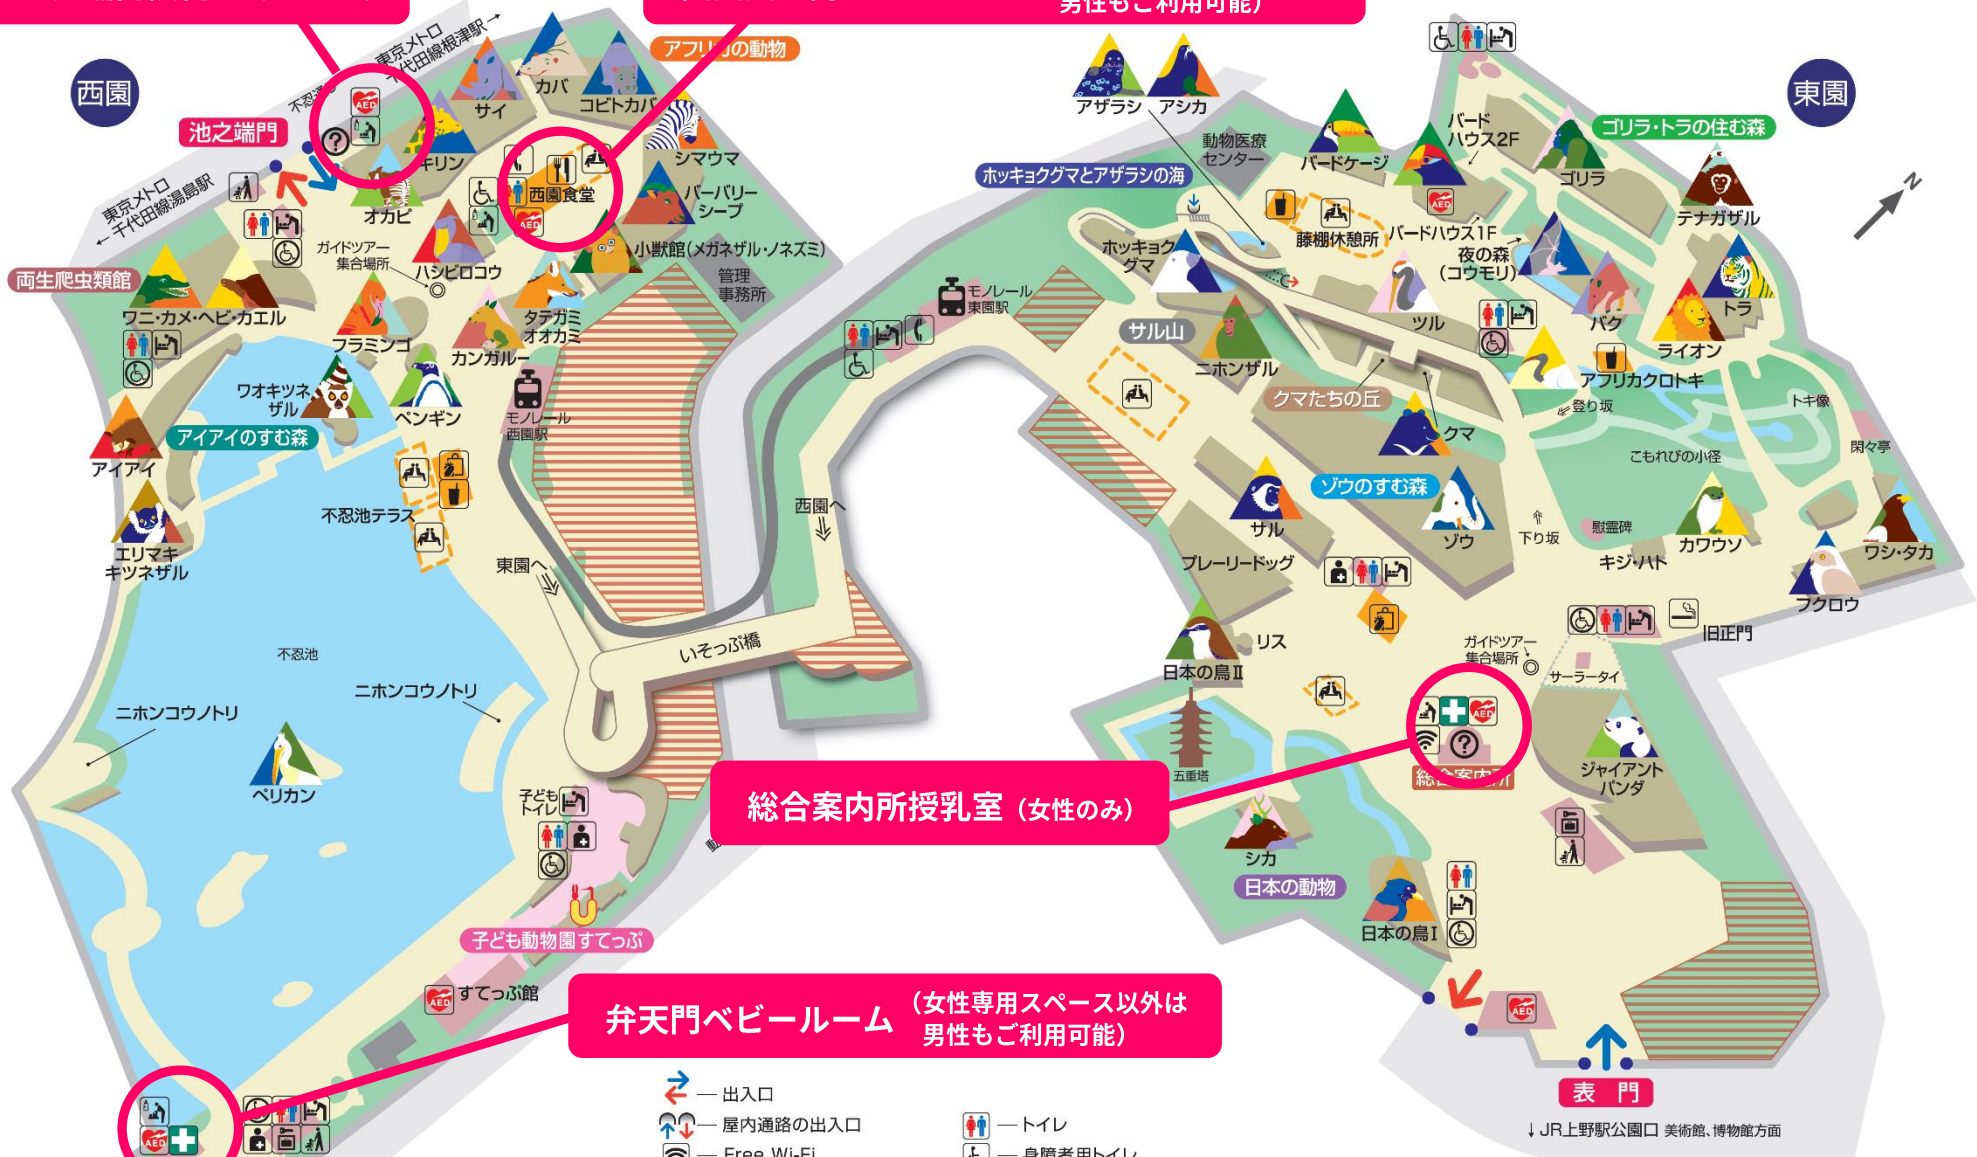 男性もご利用可能）
西園
東京メトロ
千代田線根津駅→
アフリカの動物
池之端門
サイ
カバ
コビトカバ
キリン
シマウマ
オカピ
西園食堂
バーバリー
シープ
東京メトロ
←千代田線湯島駅
ガイドツアー
集合場所
ハシビロコウ
小獣館（メガネザル・ノネズミ）
管理
事務所
両生爬虫類館
ワニ・カメ・ヘビ・カエル
フラミンゴ
カンガルー
タテガミ
オオカミ
ワオキツネ
ザル
ペンギン
モノレール
西園駅
アイアイのすむ森
アイアイ
エリマキ
キツネザル
不忍池テラス
東園へ
西園へ
いそっぷ橋
不忍池
ニホンコウノトリ
ニホンコウノトリ
ペリカン
子ども
トイレ
子ども動物園すてっぷ
AED
すてっぷ館
東園
アザラシ
アシカ
動物医療
センター
バードケージ
バード
ハウス2F
ゴリラ・トラの住む森
ゴリラ
テナガザル
N
ホッキョクグマとアザラシの海
藤棚休憩所
バードハウス1F
夜の森
（コウモリ）
ホッキョク
グマ
モノレール
東園駅
ツル
バク
トラ
ライオン
サル山
ニホンザル
クマたちの丘
アフリカクロトキ
登り坂
トキ像
クマ
こもれびの小径
閑々亭
ゾウのすむ森
サル
ゾウ
下り坂
慰霊碑
カワウソ
ワシ・タカ
プレーリードッグ
キジ・ハト
フクロウ
旧正門
リス
ガイドツアー
集合場所
サーラータイ
日本の鳥Ⅱ
五重塔
AED
総合案内所
ジャイアント
パンダ
総合案内所授乳室（女性のみ）
シカ
日本の動物
日本の鳥Ⅰ
弁天門ベビールーム
（女性専用スペース以外は
男性もご利用可能）
AED
AED
表 門
↓JR上野駅公園口 美術館、博物館方面
― 出入口
― 屋内通路の出入口
― トイレ
― Free Wi-Fi
― 身障者用トイレ